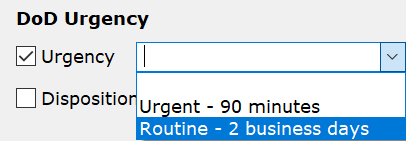 DoD Urgency
Urgency
Urgent - 90 minutes
Disposition
Routine - 2 business days